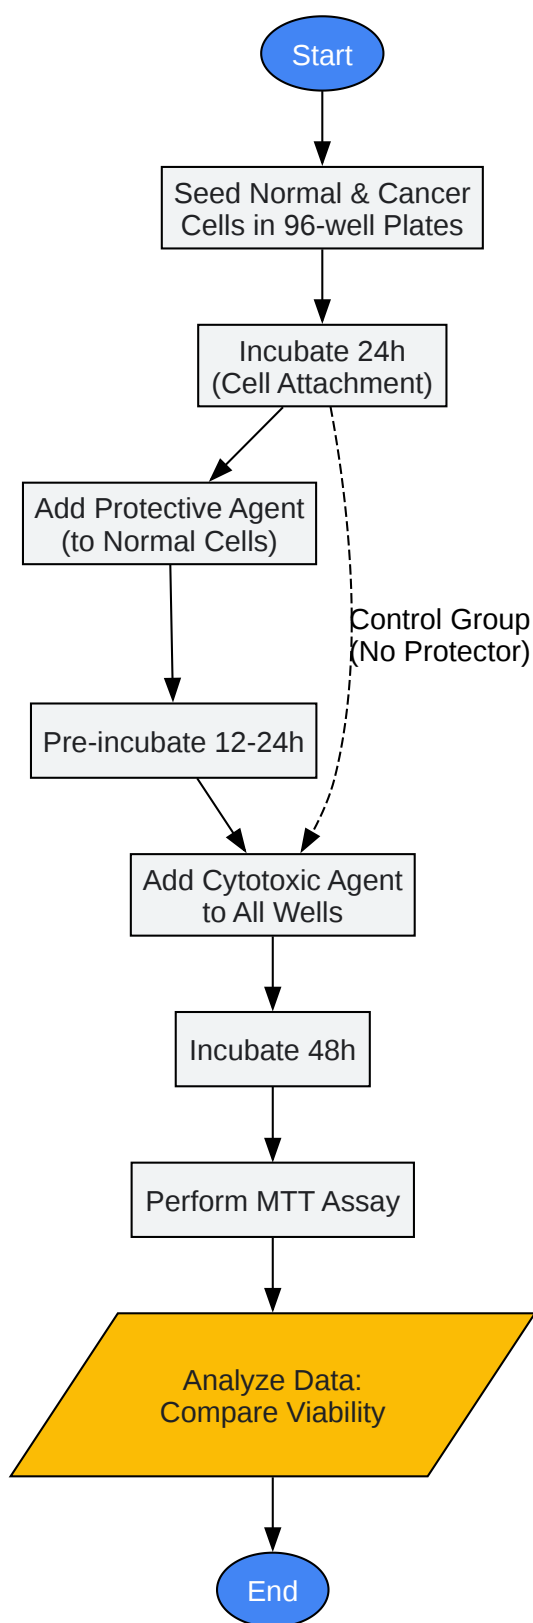 Start
Seed Normal & Cancer
Cells in 96-well Plates
Incubate 24h
(Cell Attachment)
Add Protective Agent
(to Normal Cells)
Control Group
(No Protector)
Pre-incubate 12-24h
Add Cytotoxic Agent
to All Wells
Incubate 48h
Perform MTT Assay
Analyze Data:
Compare Viability
End